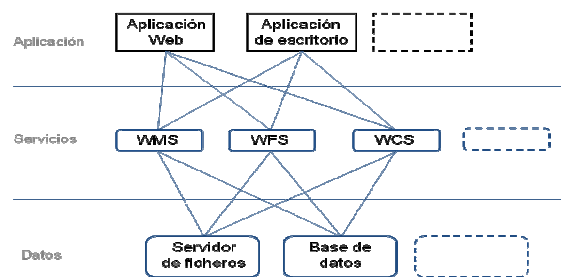 Aplicación
Aplicación
Web
Aplicación
de escritorio
Servicios
WMS
WFS
WCS
Datos
Servidor
de ficheros
Base de
datos